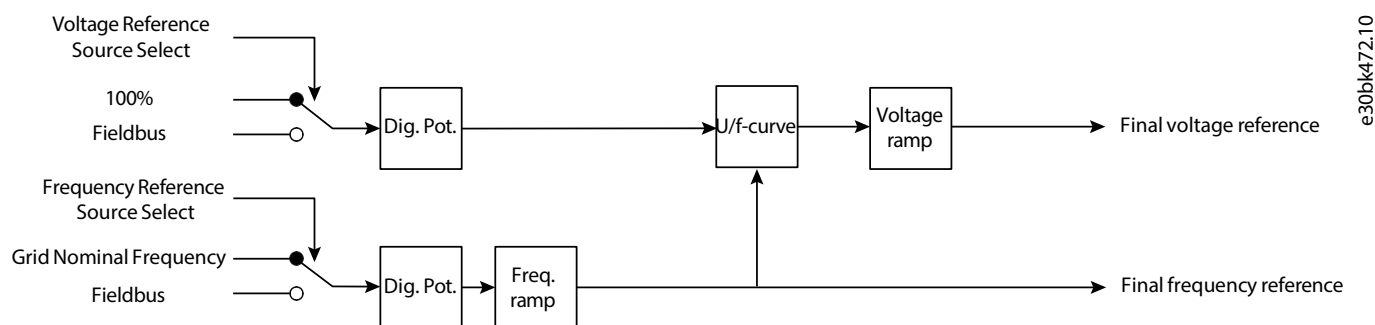 Voltage Reference
Source Select
100%
Fieldbus
Dig. Pot.
U/f-curve
Voltage
ramp
Final voltage reference
Frequency Reference
Source Select
Grid Nominal Frequency
Fieldbus
Dig. Pot.
Freq.
ramp
Final frequency reference
e30bk472.10